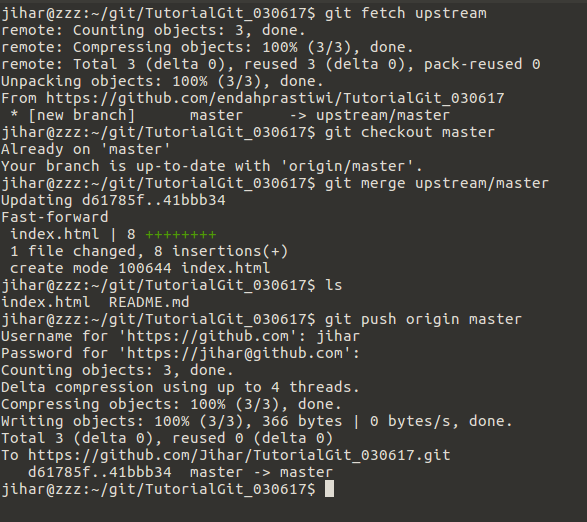 jihar@zzz:~/git/TutorialGit_030617$ git fetch upstream
remote: Counting objects: 3, done.
remote: Compressing objects: 100% (3/3), done.
remote: Total 3 (delta 0), reused 3 (delta 0), pack-reused 0
Unpacking objects: 100% (3/3), done.
From https://github.com/endahprastiwi/TutorialGit_030617
 * [new branch]      master     -> upstream/master
jihar@zzz:~/git/TutorialGit_030617$ git checkout master
Already on 'master'
Your branch is up-to-date with 'origin/master'.
jihar@zzz:~/git/TutorialGit_030617$ git merge upstream/master
Updating d61785f..41bbb34
Fast-forward
 index.html | 8 ++++++++
 1 file changed, 8 insertions(+)
 create mode 100644 index.html
jihar@zzz:~/git/TutorialGit_030617$ ls
index.html  README.md
jihar@zzz:~/git/TutorialGit_030617$ git push origin master
Username for 'https://github.com': jihar
Password for 'https://jihar@github.com':
Counting objects: 3, done.
Delta compression using up to 4 threads.
Compressing objects: 100% (3/3), done.
Writing objects: 100% (3/3), 366 bytes | 0 bytes/s, done.
Total 3 (delta 0), reused 0 (delta 0)
To https://github.com/Jihar/TutorialGit_030617.git
   d61785f..41bbb34  master -> master
jihar@zzz:~/git/TutorialGit_030617$